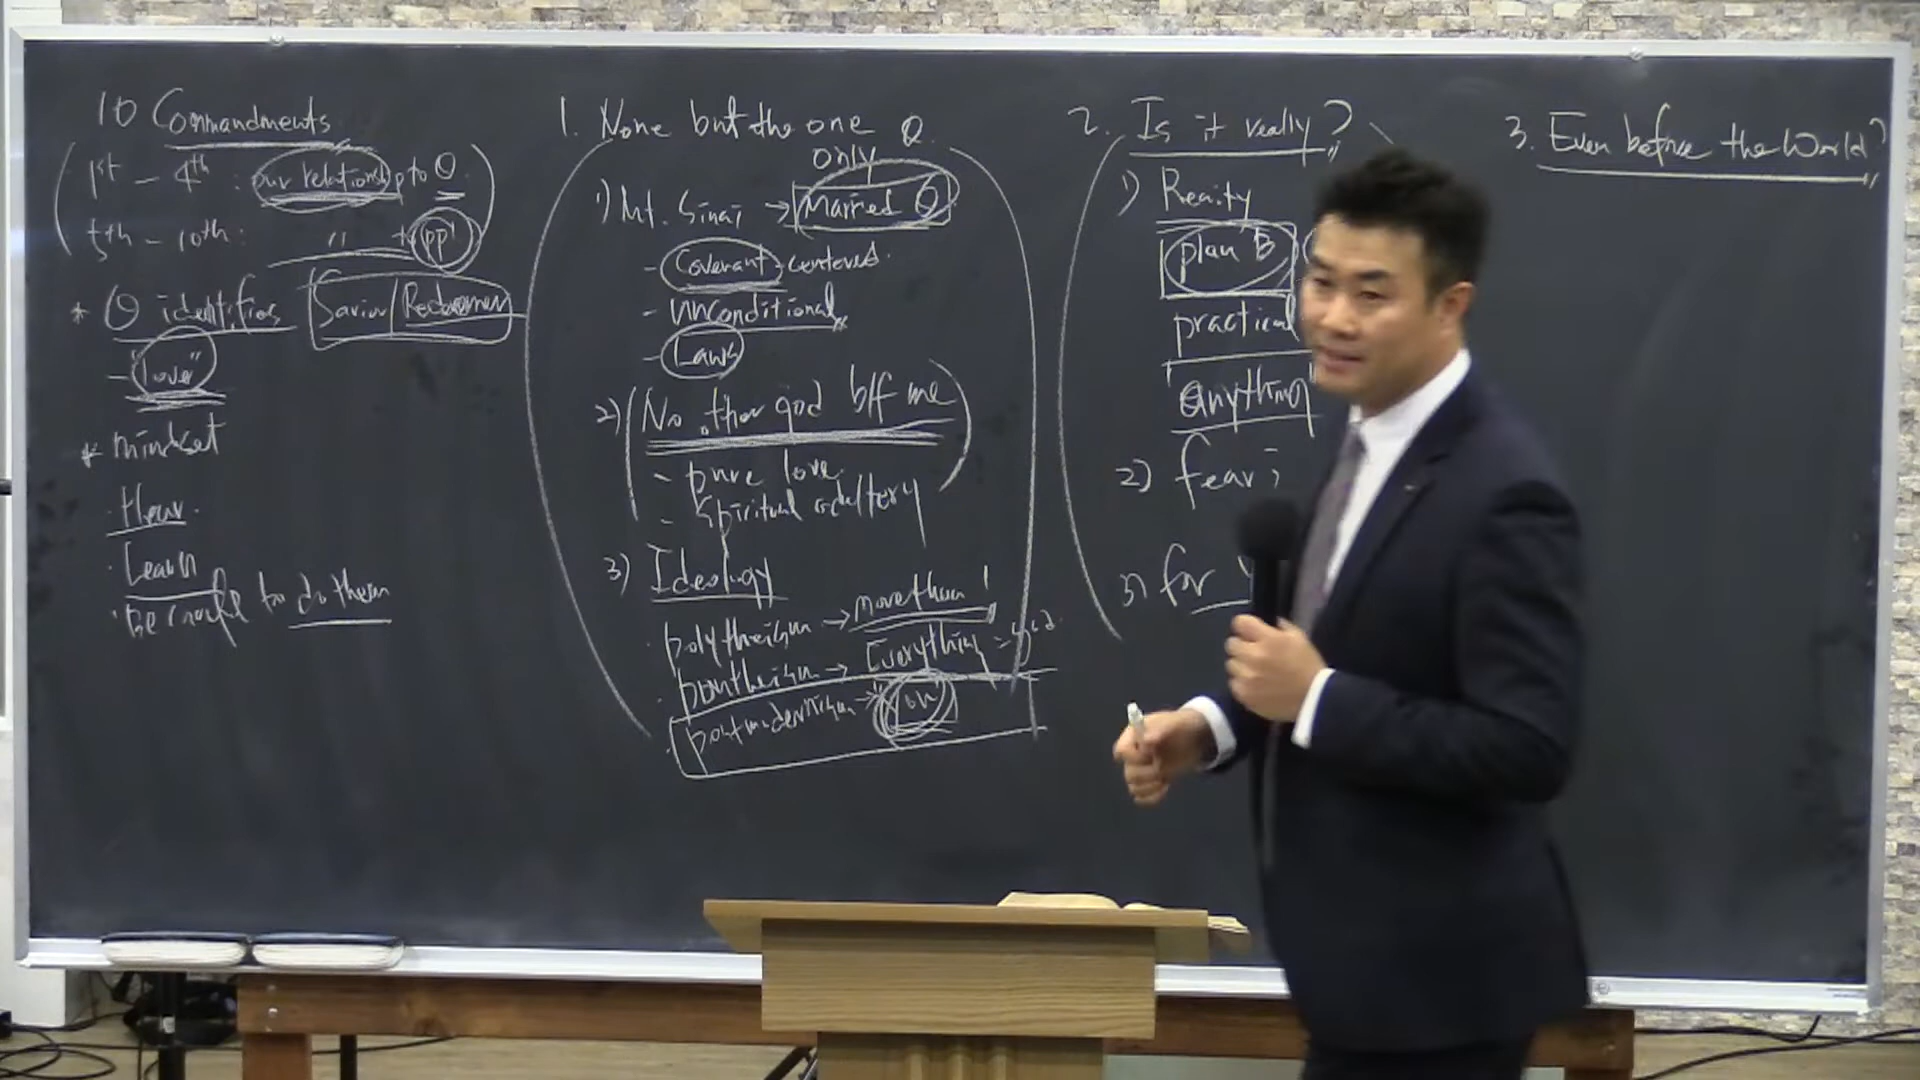 10 Commandments
1st - 4th : our relationship to Θ
5th - 10th : " to ppl
* Θ identifies Savior/Redeemer
- "love"
* mindset
· Hear.
· Learn
· Be careful to do them
1. None but the one Θ
only
1) Mt. Sinai → Married Θ
- Covenant-centered.
- unconditional
- Laws
2) No other god b/f me
- pure love
- Spiritual adultery
3) Ideology
· polytheism → more than 1
· pantheism → Everything = god.
· postmodernism →
2. Is it really?
1) Reality
plan B
practical
"anything"
2) fear ;
3) for
3. Even before the World?